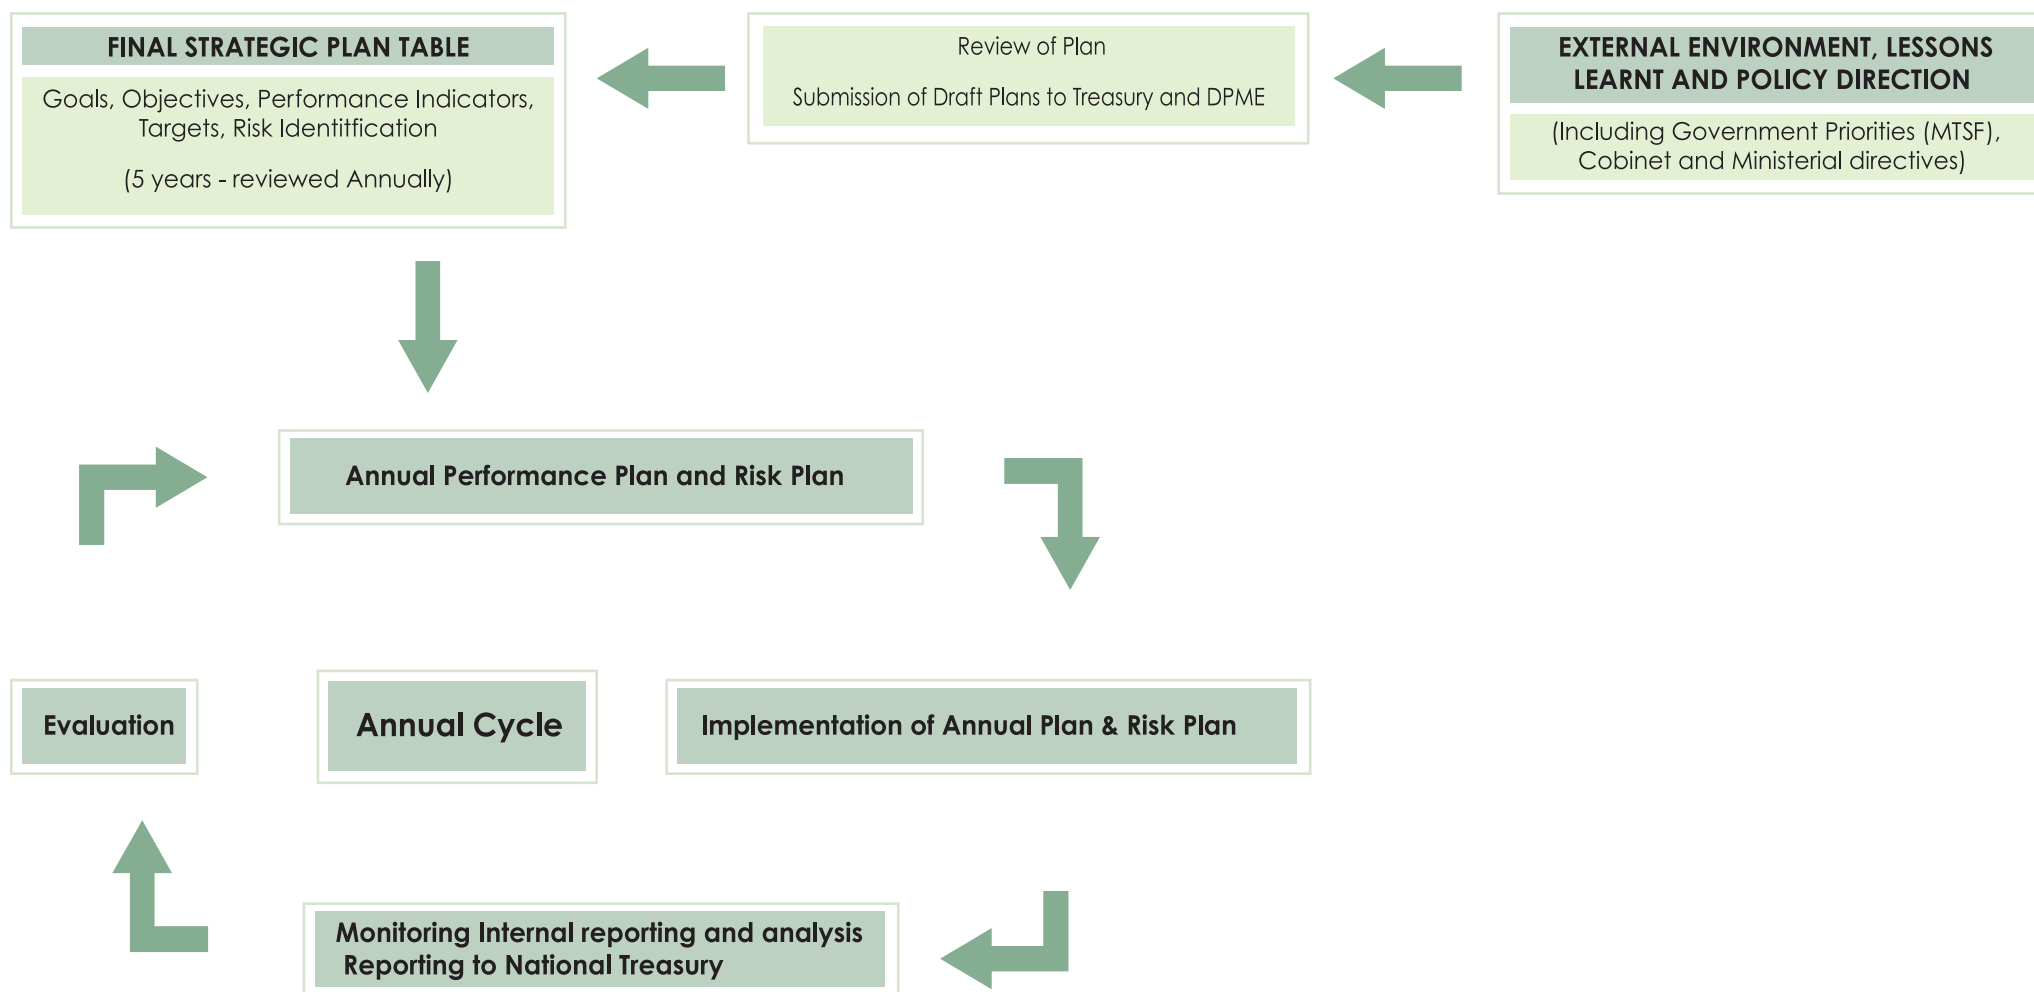 FINAL STRATEGIC PLAN TABLE
Goals, Objectives, Performance Indicators,
Targets, Risk Identitfication
(5 years - reviewed Annually)
Review of Plan
Submission of Draft Plans to Treasury and DPME
EXTERNAL ENVIRONMENT, LESSONS
LEARNT AND POLICY DIRECTION
(Including Government Priorities (MTSF),
Cobinet and Ministerial directives)
Annual Performance Plan and Risk Plan
Evaluation
Annual Cycle
Implementation of Annual Plan & Risk Plan
Monitoring Internal reporting and analysis
Reporting to National Treasury